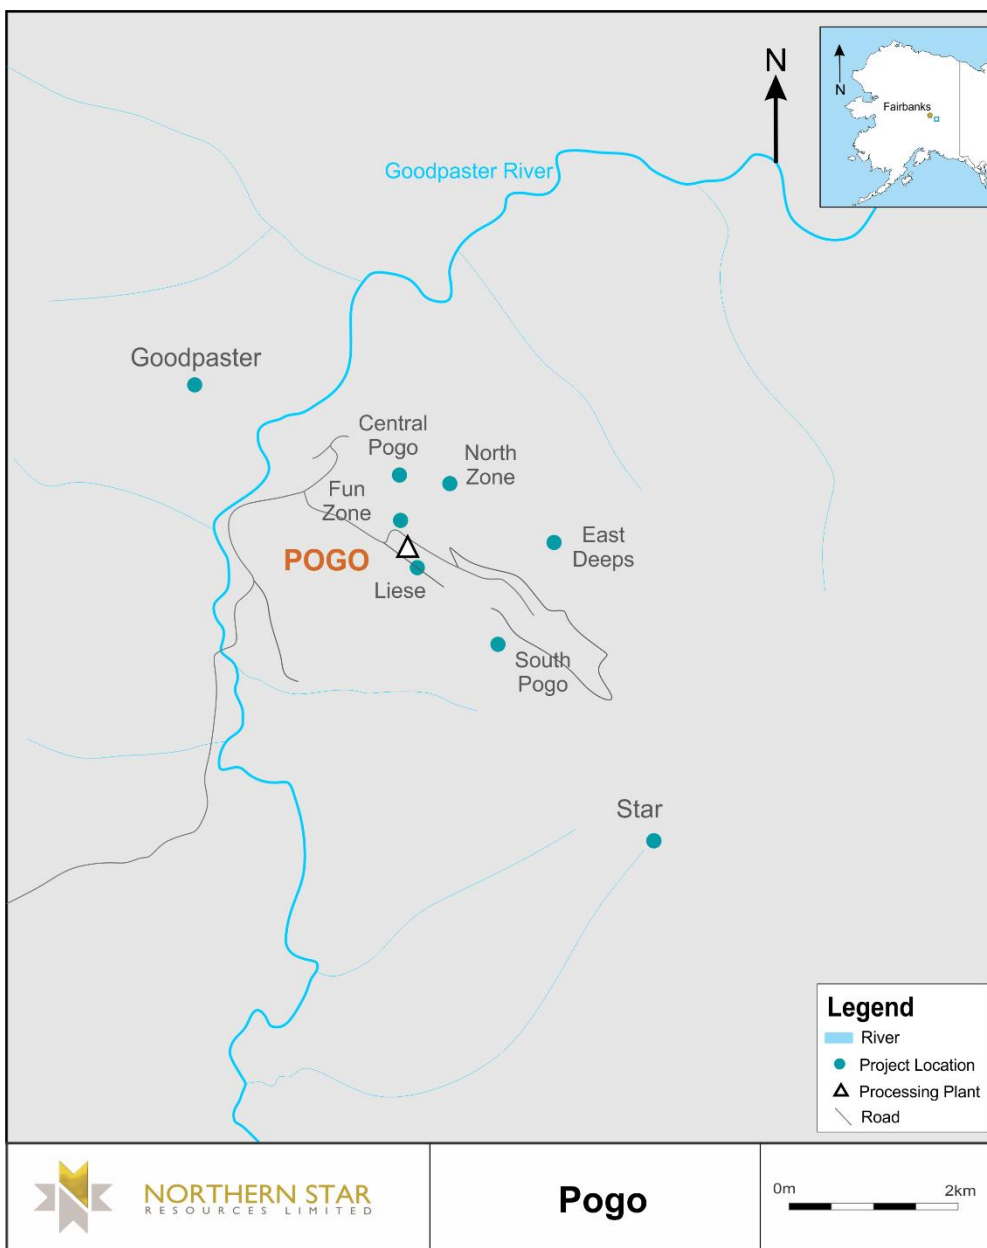 N
N
Fairbanks
Goodpaster River
Goodpaster
Central
Pogo
North
Zone
Fun
Zone
East
Deeps
POGO
Liese
South
Pogo
Star
Legend
River
Project Location
Processing Plant
Road
NORTHERN STAR
RESOURCES LIMITED
Pogo
0m
2km